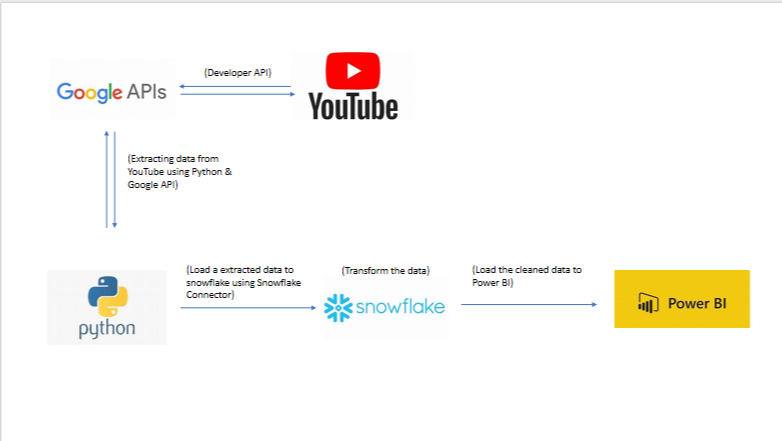 (Developer API)
Google APIs
YouTube
(Extracting data from
YouTube using Python &
Google API)
(Load a extracted data to
snowflake using Snowflake
Connector)
(Transform the data)
(Load the cleaned data to
Power BI)
python
snowflake
Power BI